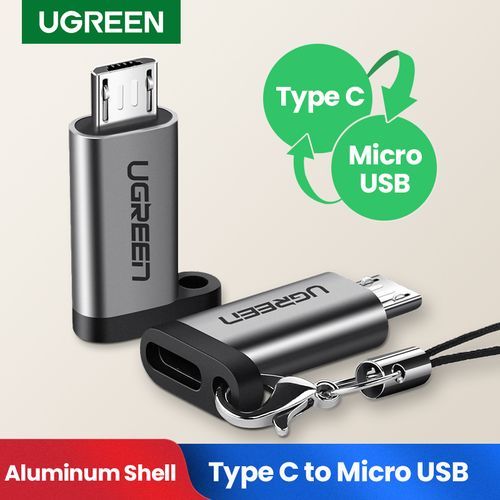 UGREEN
Type C
Micro
USB
UGREEN
UGREEN
Aluminum Shell
Type C to Micro USB